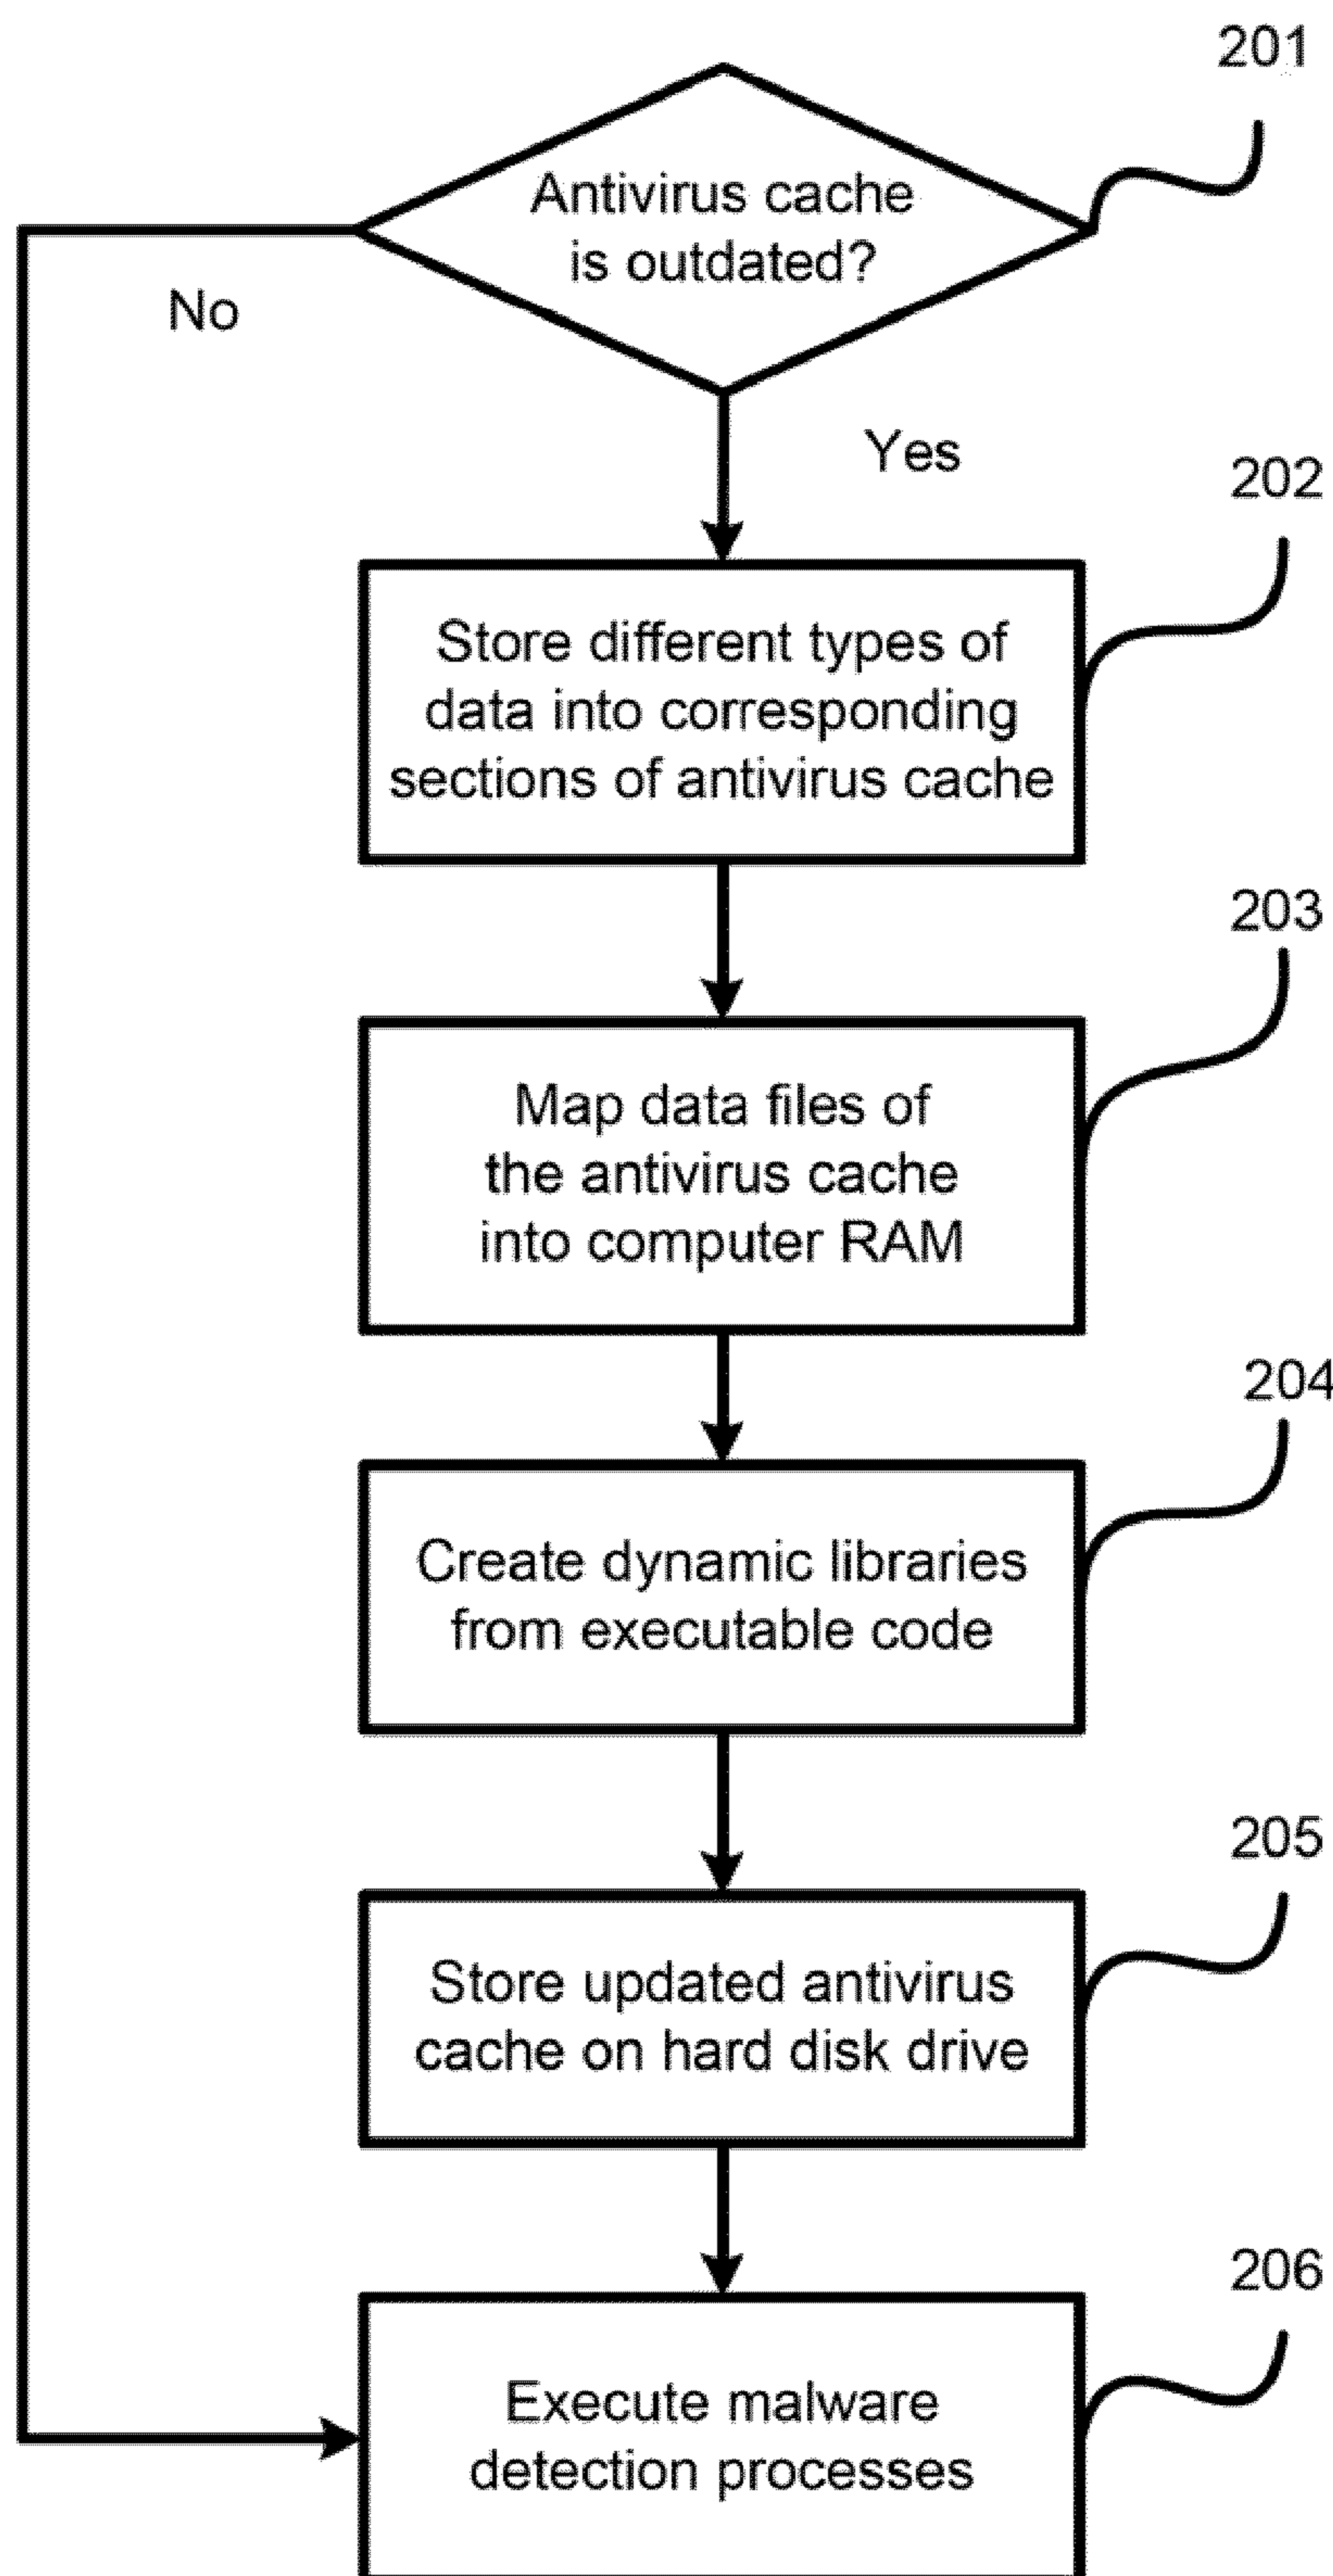 201
Antivirus cache
is outdated?
No
Yes
202
Store different types of
data into corresponding
sections of antivirus cache
203
Map data files of
the antivirus cache
into computer RAM
204
Create dynamic libraries
from executable code
205
Store updated antivirus
cache on hard disk drive
206
Execute malware
detection processes